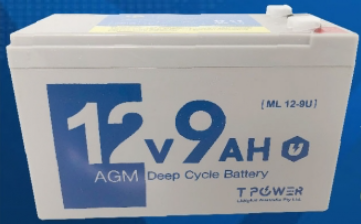 [ML 12-9U]
12V9AH
AGM Deep Cycle Battery
T POWER